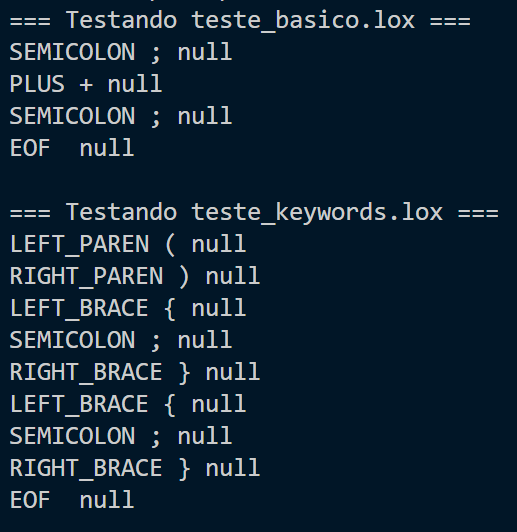 === Testando teste_basico.lox ===
SEMICOLON ; null
PLUS + null
SEMICOLON ; null
EOF  null

=== Testando teste_keywords.lox ===
LEFT_PAREN ( null
RIGHT_PAREN ) null
LEFT_BRACE { null
SEMICOLON ; null
RIGHT_BRACE } null
LEFT_BRACE { null
SEMICOLON ; null
RIGHT_BRACE } null
EOF  null